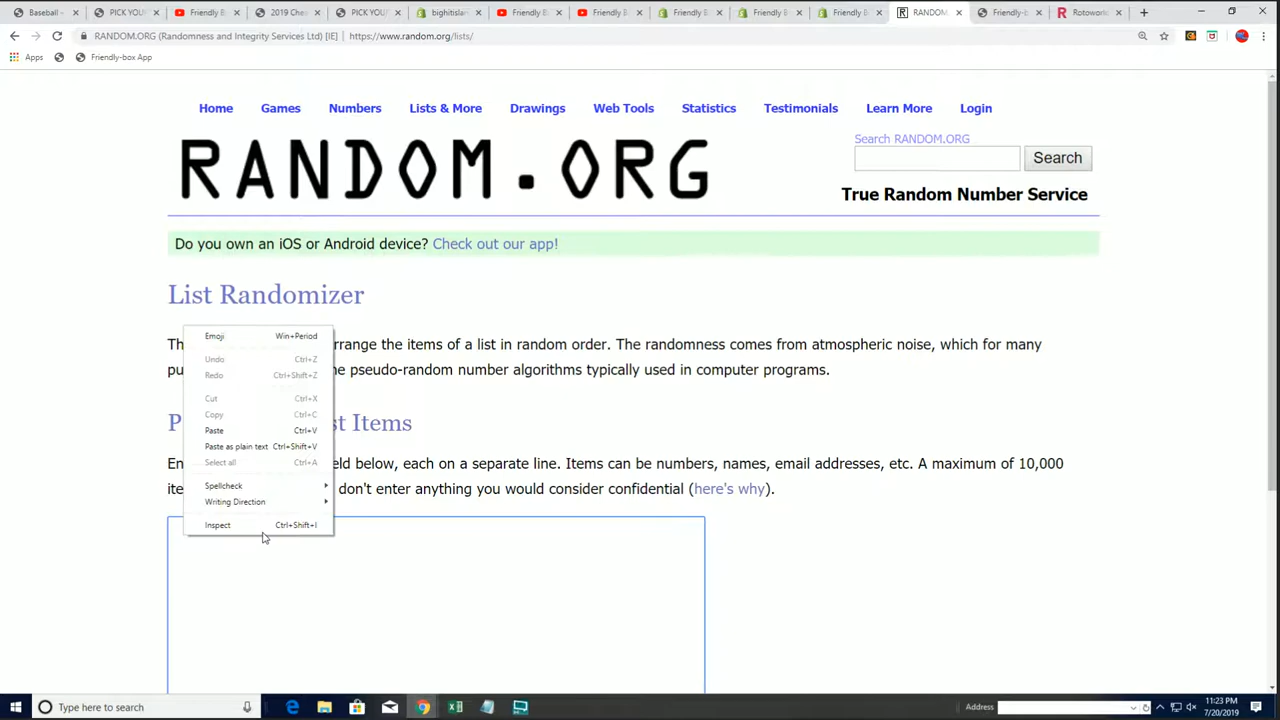 Baseball -
PICK YOU
Friendly B
2019 Che
PICK YOU
bighitislan
Friendly B
Friendly B
Friendly B
Friendly B
Friendly B
RANDOM
Friendly-b
Rotoworl
RANDOM.ORG (Randomness and Integrity Services Ltd) [IE] | https://www.random.org/lists/
Apps Friendly-box App
Home Games Numbers Lists & More Drawings Web Tools Statistics Testimonials Learn More Login
RANDOM.ORG
Search RANDOM.ORG
Search
True Random Number Service
Do you own an iOS or Android device? Check out our app!
List Randomizer
Th
rrange the items of a list in random order. The randomness comes from atmospheric noise, which for many
pu
e pseudo-random number algorithms typically used in computer programs.
P
st Items
En
eld below, each on a separate line. Items can be numbers, names, email addresses, etc. A maximum of 10,000
ite
don't enter anything you would consider confidential (here's why).
Emoji Win+Period
Undo Ctrl+Z
Redo Ctrl+Shift+Z
Cut Ctrl+X
Copy Ctrl+C
Paste Ctrl+V
Paste as plain text Ctrl+Shift+V
Select all Ctrl+A
Spellcheck
Writing Direction
Inspect Ctrl+Shift+I
Type here to search
Address
11:23 PM
7/20/2019